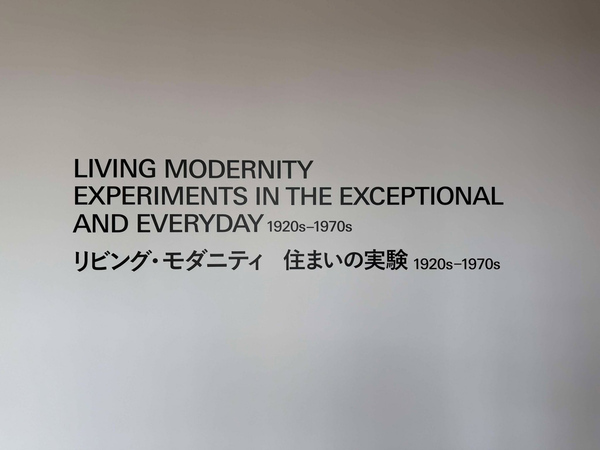 LIVING MODERNITY
EXPERIMENTS IN THE EXCEPTIONAL
AND EVERYDAY 1920s–1970s
リビング・モダニティ　住まいの実験 1920s–1970s